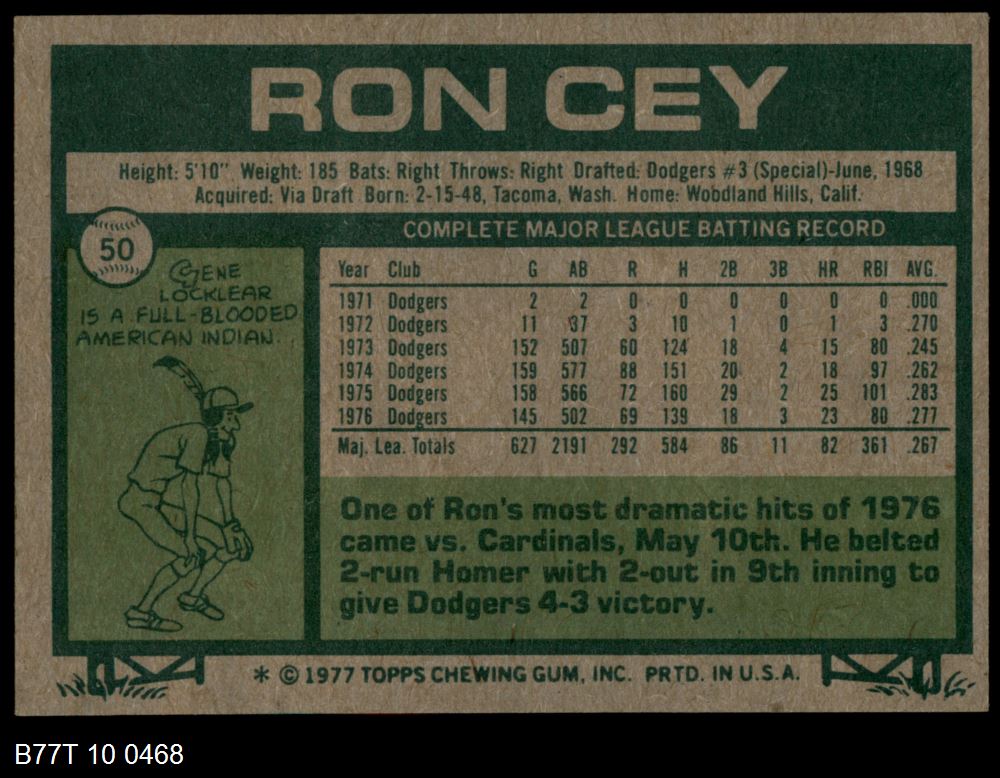 RON CEY
Height: 5'10" Weight: 185 Bats: Right Throws: Right Drafted: Dodgers #3 (Special)-June, 1968
Acquired: Via Draft Born: 2-15-48, Tacoma, Wash. Home: Woodland Hills, Calif.
50
GENE
LOCKLEAR
IS A FULL-BLOODED
AMERICAN INDIAN.
COMPLETE MAJOR LEAGUE BATTING RECORD
Year Club G AB R H 2B 3B HR RBI AVG.
1971 Dodgers 2 2 0 0 0 0 0 0 .000
1972 Dodgers 11 37 3 10 1 0 1 3 .270
1973 Dodgers 152 507 60 124 18 4 15 80 .245
1974 Dodgers 159 577 88 151 20 2 18 97 .262
1975 Dodgers 158 566 72 160 29 2 25 101 .283
1976 Dodgers 145 502 69 139 18 3 23 80 .277
Maj. Lea. Totals 627 2191 292 584 86 11 82 361 .267
One of Ron's most dramatic hits of 1976
came vs. Cardinals, May 10th. He belted
2-run Homer with 2-out in 9th inning to
give Dodgers 4-3 victory.
* © 1977 TOPPS CHEWING GUM, INC. PRTD. IN U.S.A.
B77T 10 0468